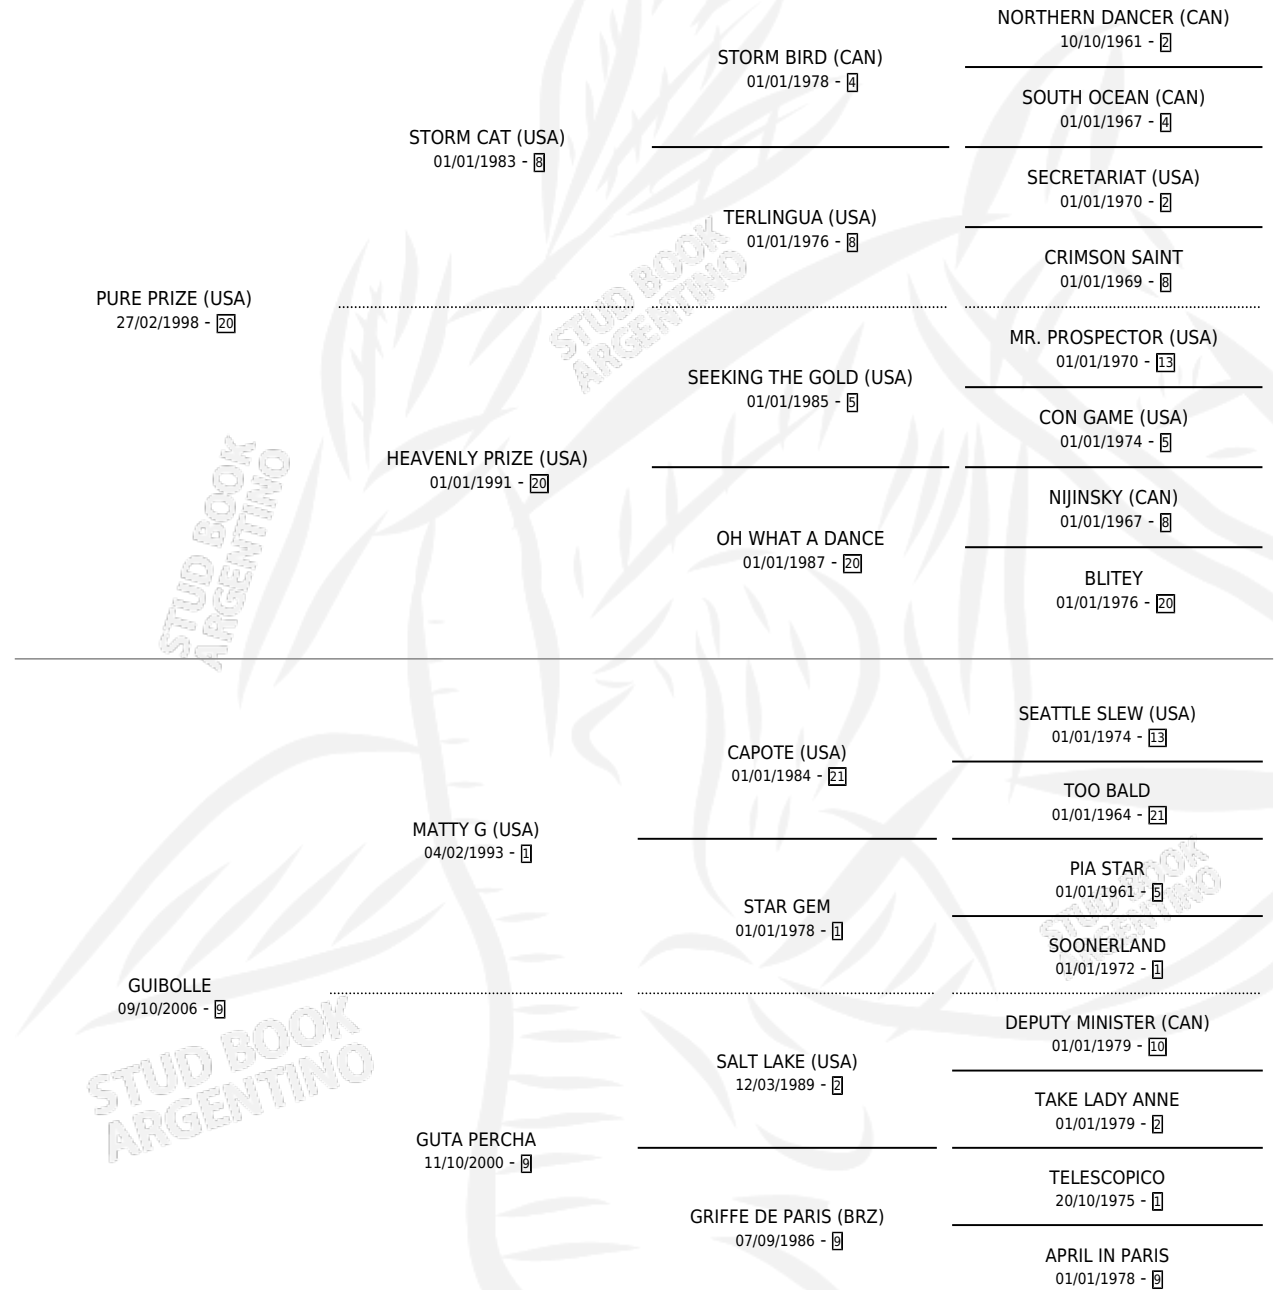 NORTHERN DANCER (CAN)
10/10/1961 - 2
STORM BIRD (CAN)
01/01/1978 - 4
SOUTH OCEAN (CAN)
01/01/1967 - 4
STORM CAT (USA)
01/01/1983 - 8
SECRETARIAT (USA)
01/01/1970 - 2
TERLINGUA (USA)
01/01/1976 - 8
CRIMSON SAINT
01/01/1969 - 8
PURE PRIZE (USA)
27/02/1998 - 20
MR. PROSPECTOR (USA)
01/01/1970 - 13
SEEKING THE GOLD (USA)
01/01/1985 - 5
CON GAME (USA)
01/01/1974 - 5
HEAVENLY PRIZE (USA)
01/01/1991 - 20
NIJINSKY (CAN)
01/01/1967 - 8
OH WHAT A DANCE
01/01/1987 - 20
BLITEY
01/01/1976 - 20
SEATTLE SLEW (USA)
01/01/1974 - 13
CAPOTE (USA)
01/01/1984 - 21
TOO BALD
01/01/1964 - 21
MATTY G (USA)
04/02/1993 - 1
PIA STAR
01/01/1961 - 5
STAR GEM
01/01/1978 - 1
SOONERLAND
01/01/1972 - 1
GUIBOLLE
09/10/2006 - 9
DEPUTY MINISTER (CAN)
01/01/1979 - 10
SALT LAKE (USA)
12/03/1989 - 2
TAKE LADY ANNE
01/01/1979 - 2
GUTA PERCHA
11/10/2000 - 9
TELESCOPICO
20/10/1975 - 1
GRIFFE DE PARIS (BRZ)
07/09/1986 - 9
APRIL IN PARIS
01/01/1978 - 9
STUD BOOK
ARGENTINO
STUD BOOK
ARGENTINO
STUD BOOK
ARGENTINO
STUD BOOK
ARGENTINO